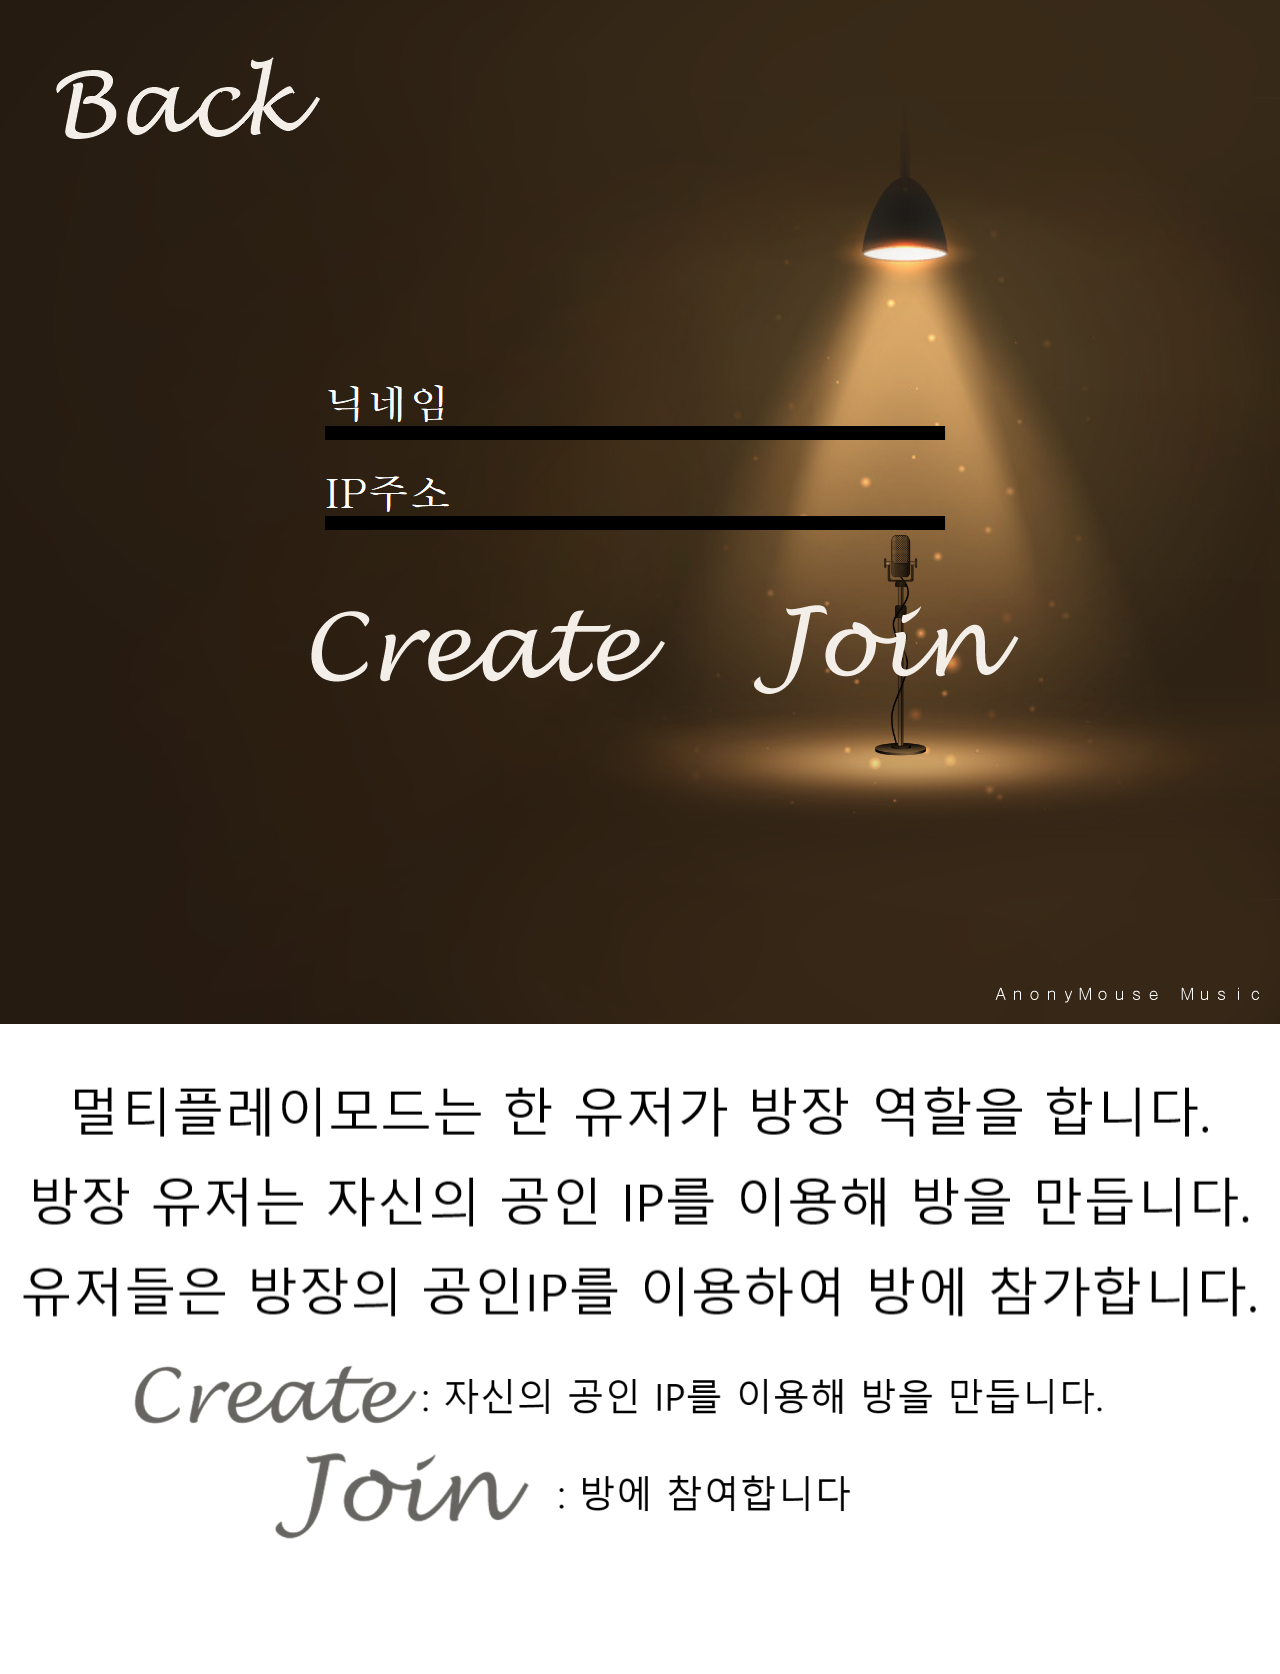 Back
닉네임
IP주소
Create Join
AnonyMouse Music
멀티플레이모드는 한 유저가 방장 역할을 합니다.
방장 유저는 자신의 공인 IP를 이용해 방을 만듭니다.
유저들은 방장의 공인IP를 이용하여 방에 참가합니다.
Create : 자신의 공인 IP를 이용해 방을 만듭니다.
Join : 방에 참여합니다